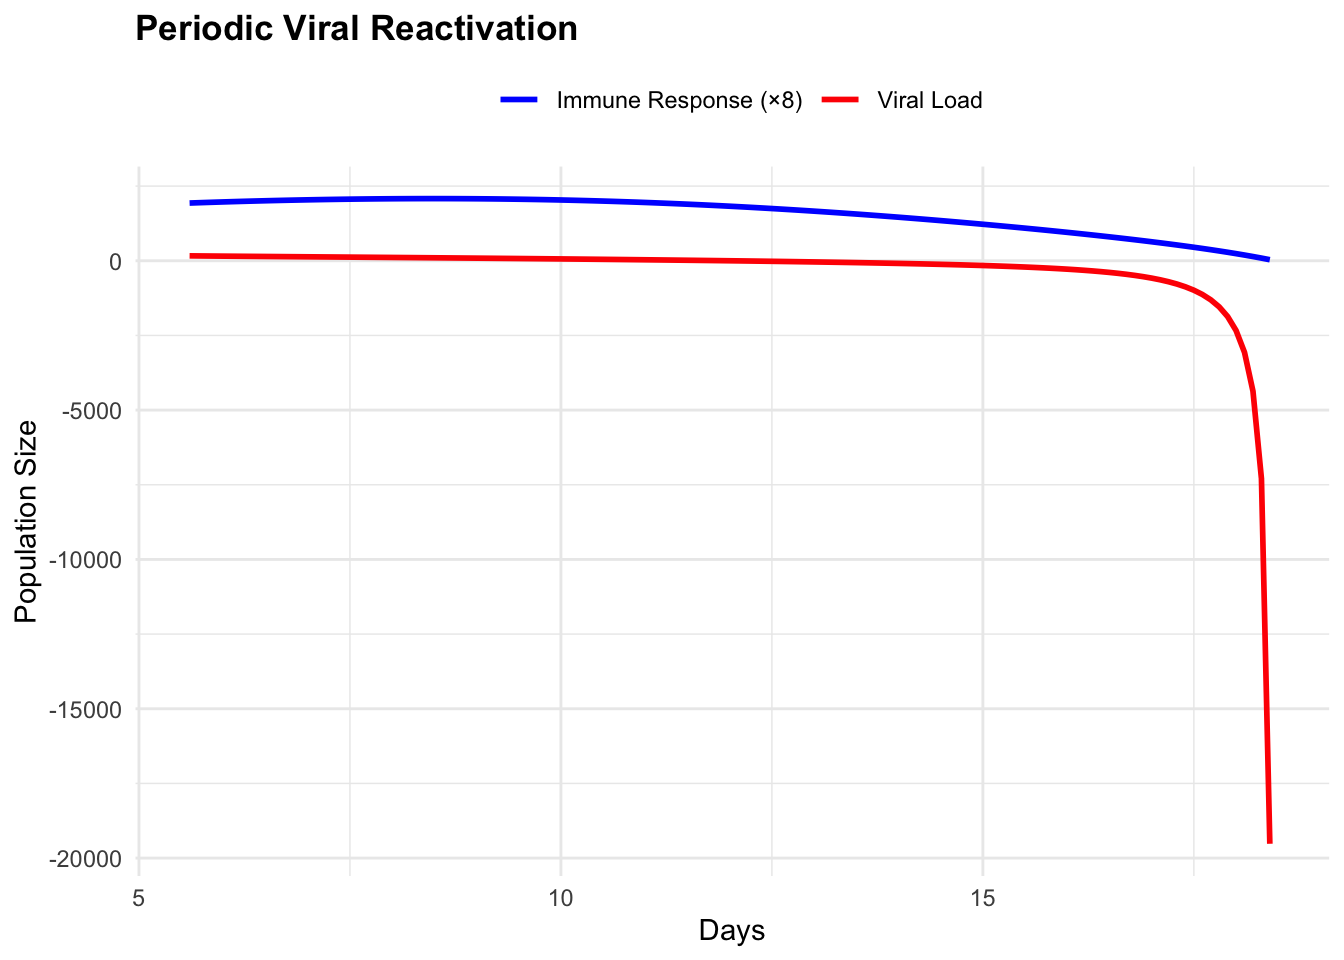 Periodic Viral Reactivation
Immune Response (×8) Viral Load
Population Size
0
-5000
-10000
-15000
-20000
5 10 15
Days